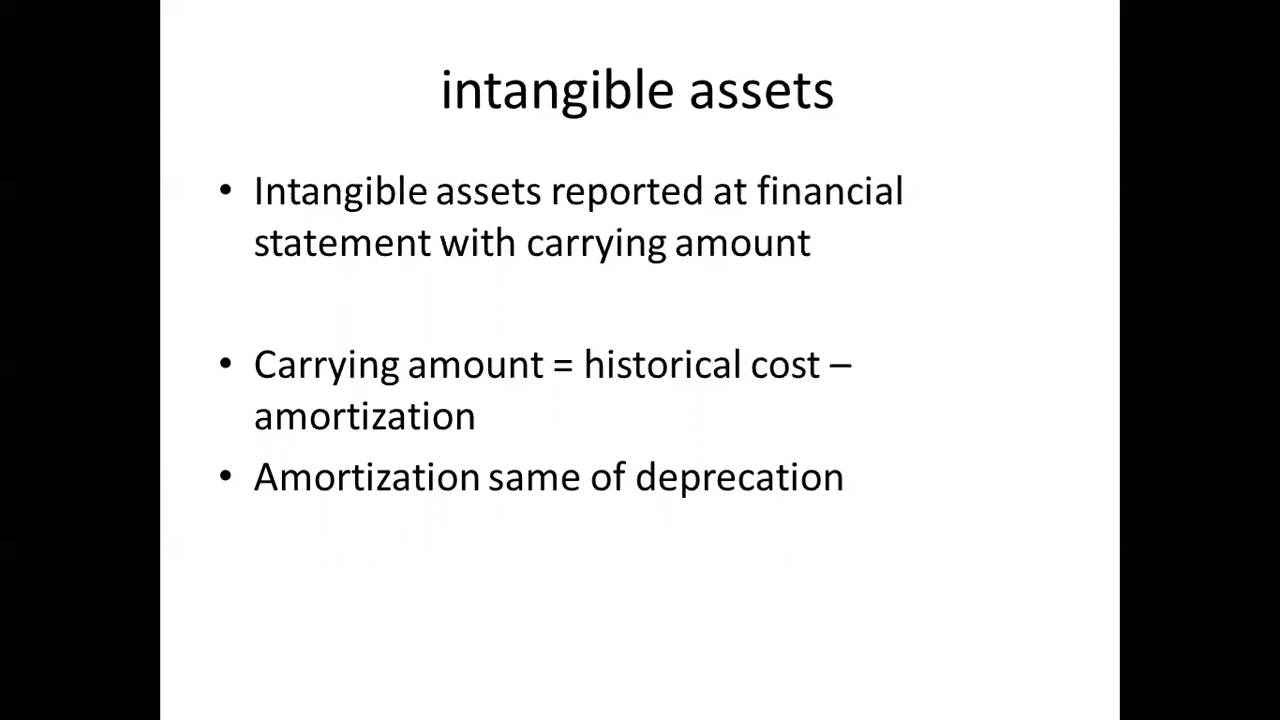 intangible assets
• Intangible assets reported at financial
statement with carrying amount
• Carrying amount = historical cost –
amortization
• Amortization same of deprecation